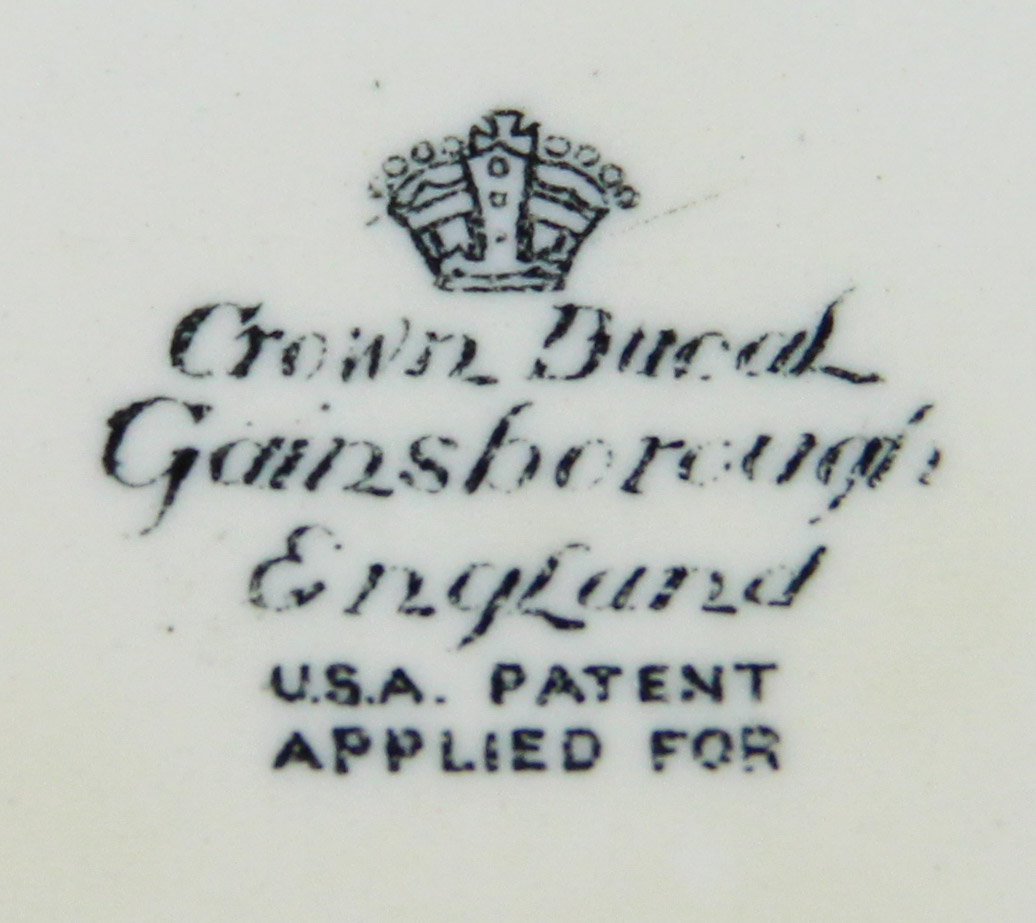 Crown Ducal
Gainsborough
England
U.S.A. PATENT
APPLIED FOR